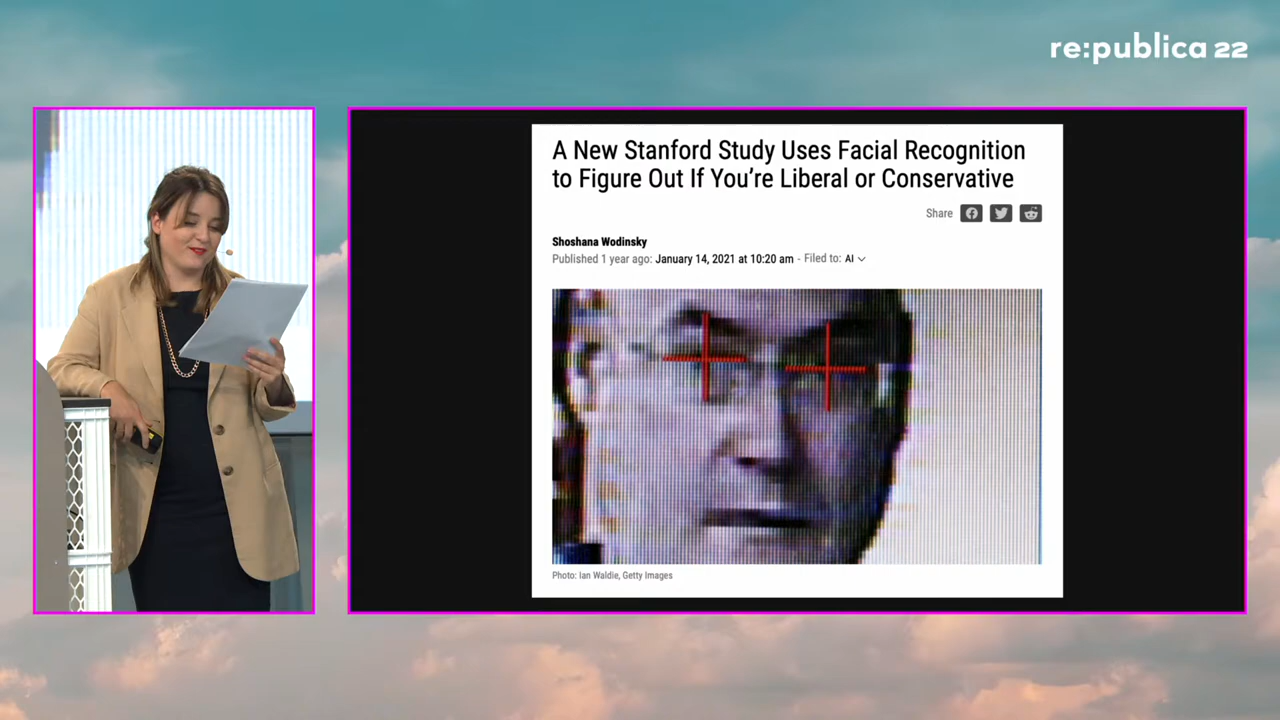 re:publica 22
A New Stanford Study Uses Facial Recognition
to Figure Out If You're Liberal or Conservative
Share
Shoshana Wodinsky
Published 1 year ago: January 14, 2021 at 10:20 am - Filed to: AI
Photo: Ian Waldie, Getty Images